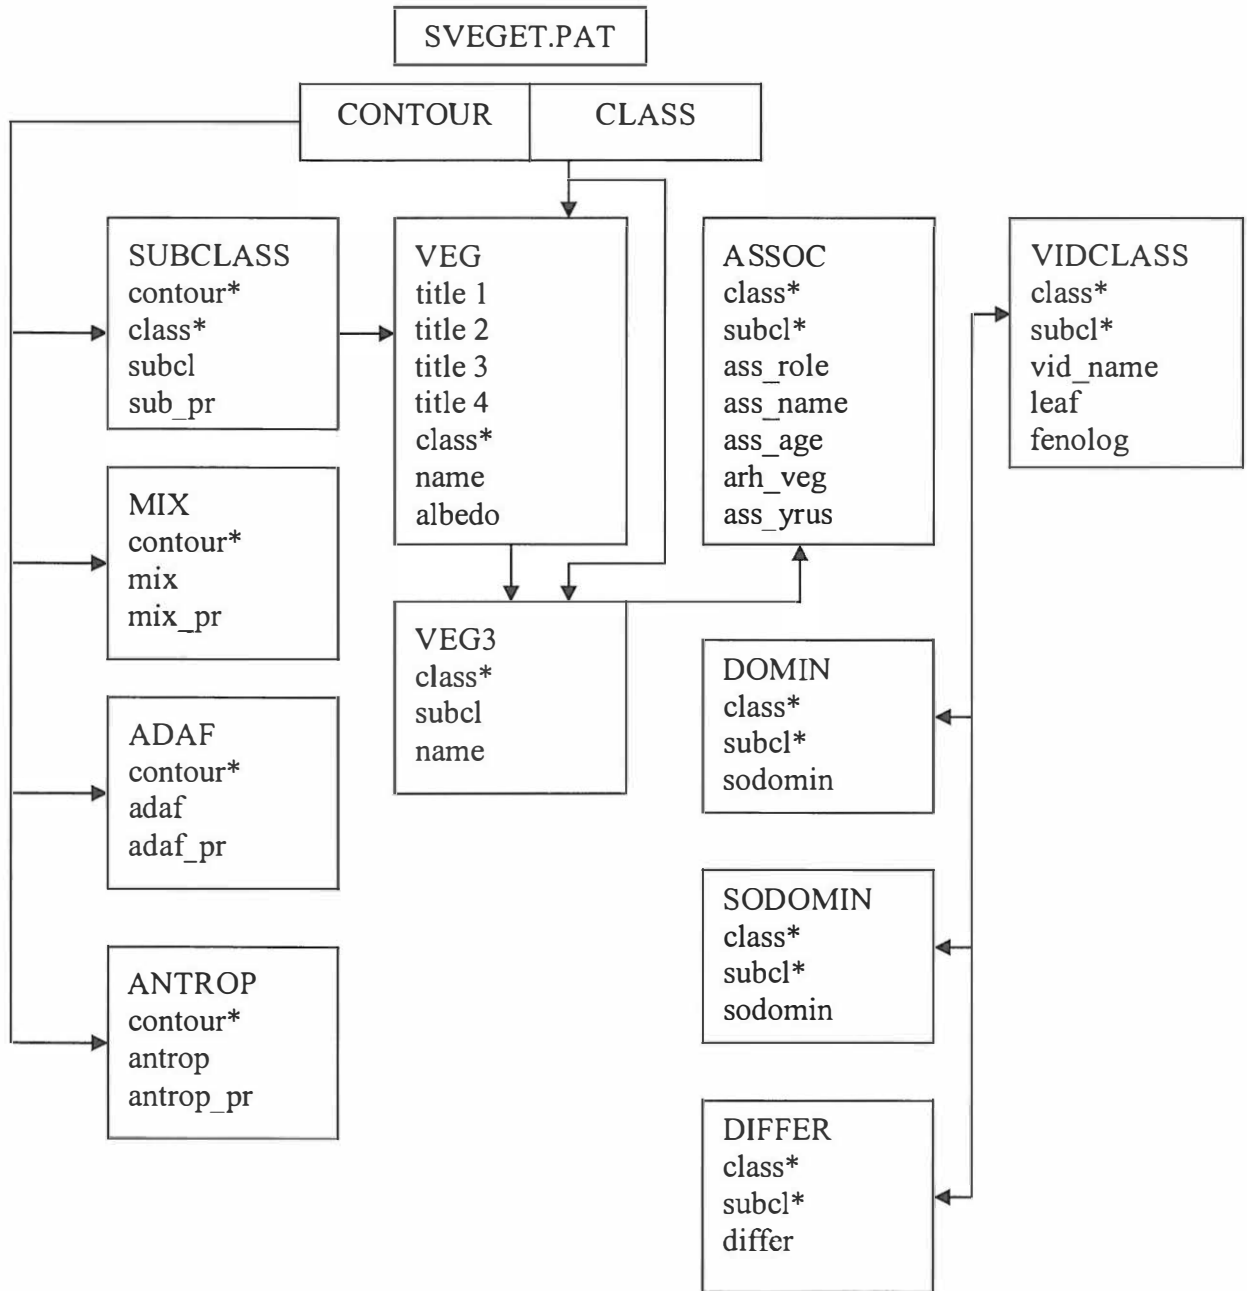 SVEGET.PAT
CONTOUR
CLASS
SUBCLASS
contour*
class*
subcl
sub_pr
VEG
title 1
title 2
title 3
title 4
class*
name
albedo
ASSOC
class*
subcl*
ass_role
ass_name
ass_age
arh_veg
ass_yrus
VIDCLASS
class*
subcl*
vid_name
leaf
fenolog
MIX
contour*
mix
mix_pr
VEG3
class*
subcl
name
DOMIN
class*
subcl*
sodomin
ADAF
contour*
adaf
adaf_pr
SODOMIN
class*
subcl*
sodomin
ANTROP
contour*
antrop
antrop_pr
DIFFER
class*
subcl*
differ